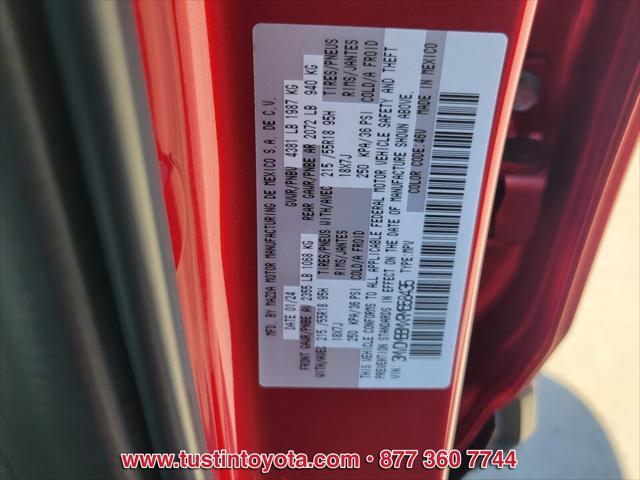 MFD. BY MAZDA MOTOR MANUFACTURING DE MEXICO S.A. DE C.V.
DATE 01/24 GVWR/PNBV 4381 LB 1987 KG
FRONT GAWR/PNBE AV 2355 LB 1068 KG REAR GAWR/PNBE AR 2072 LB 940 KG
WITH/AVEC TIRES/PNEUS WITH/AVEC TIRES/PNEUS
215 /55R18 95H RIMS/JANTES 215 /55R18 95H RIMS/JANTES
18X7J COLD/A FROID 18X7J COLD/A FROID
250 KPA/36 PSI 250 KPA/36 PSI
THIS VEHICLE CONFORMS TO ALL APPLICABLE FEDERAL MOTOR VEHICLE SAFETY AND THEFT
PREVENTION STANDARDS IN EFFECT ON THE DATE OF MANUFACTURE SHOWN ABOVE.
VIN: TYPE:MPV COLOR CODE:46V MADE IN MEXICO
www.tustintoyota.com - 877 360 7744